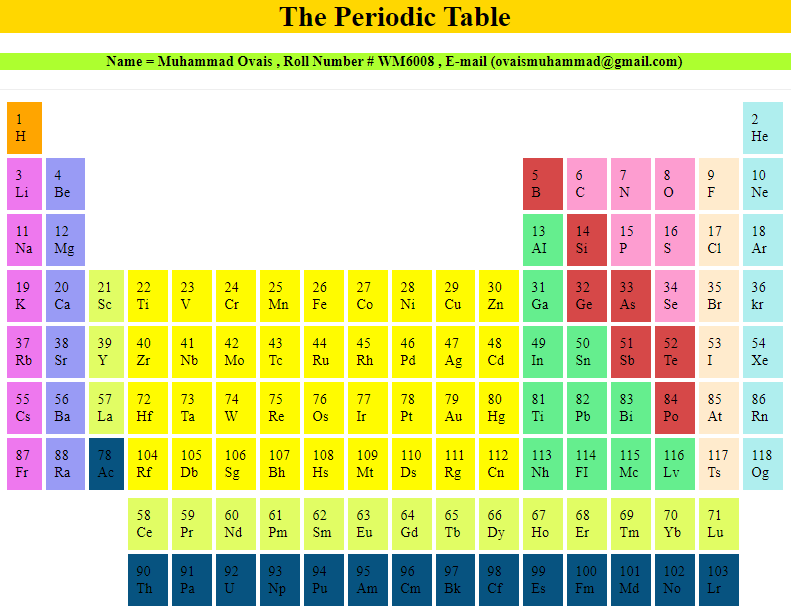 The Periodic Table
Name = Muhammad Ovais , Roll Number # WM6008 , E-mail (ovaismuhammad@gmail.com)
1 2
H He
3 4 5 6 7 8 9 10
Li Be B C N O F Ne
11 12 13 14 15 16 17 18
Na Mg AI Si P S Cl Ar
19 20 21 22 23 24 25 26 27 28 29 30 31 32 33 34 35 36
K Ca Sc Ti V Cr Mn Fe Co Ni Cu Zn Ga Ge As Se Br kr
37 38 39 40 41 42 43 44 45 46 47 48 49 50 51 52 53 54
Rb Sr Y Zr Nb Mo Tc Ru Rh Pd Ag Cd In Sn Sb Te I Xe
55 56 57 72 73 74 75 76 77 78 79 80 81 82 83 84 85 86
Cs Ba La Hf Ta W Re Os Ir Pt Au Hg Ti Pb Bi Po At Rn
87 88 78 104 105 106 107 108 109 110 111 112 113 114 115 116 117 118
Fr Ra Ac Rf Db Sg Bh Hs Mt Ds Rg Cn Nh FI Mc Lv Ts Og
58 59 60 61 62 63 64 65 66 67 68 69 70 71
Ce Pr Nd Pm Sm Eu Gd Tb Dy Ho Er Tm Yb Lu
90 91 92 93 94 95 96 97 98 99 100 101 102 103
Th Pa U Np Pu Am Cm Bk Cf Es Fm Md No Lr